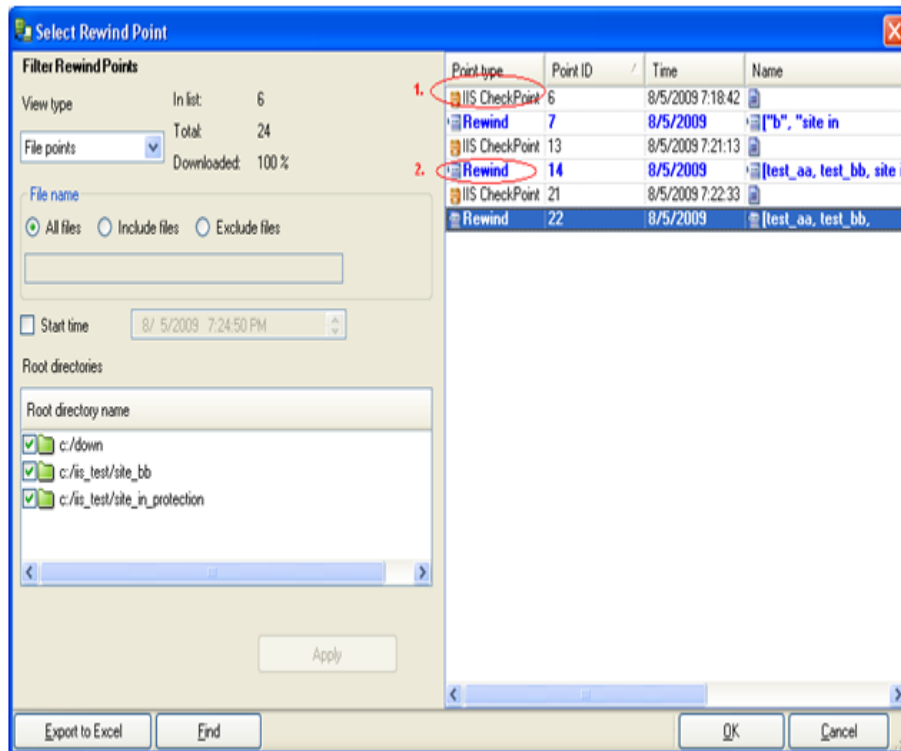 Select Rewind Point
Filter Rewind Points
View type
In list: 6
Total: 24
File points
Downloaded: 100 %
File name
All files Include files Exclude files
Start time 8/ 5/2009 7:24:50 PM
Root directories
Root directory name
c:/down
c:/iis_test/site_bb
c:/iis_test/site_in_protection
Apply
Point type Point ID Time Name
1.
IIS CheckPoint 6 8/5/2009 7:18:42
Rewind 7 8/5/2009 ["b", "site in
IIS CheckPoint 13 8/5/2009 7:21:13
2.
Rewind 14 8/5/2009 [test_aa, test_bb, site
IIS CheckPoint 21 8/5/2009 7:22:33
Rewind 22 8/5/2009 [test_aa, test_bb,
Export to Excel Find OK Cancel